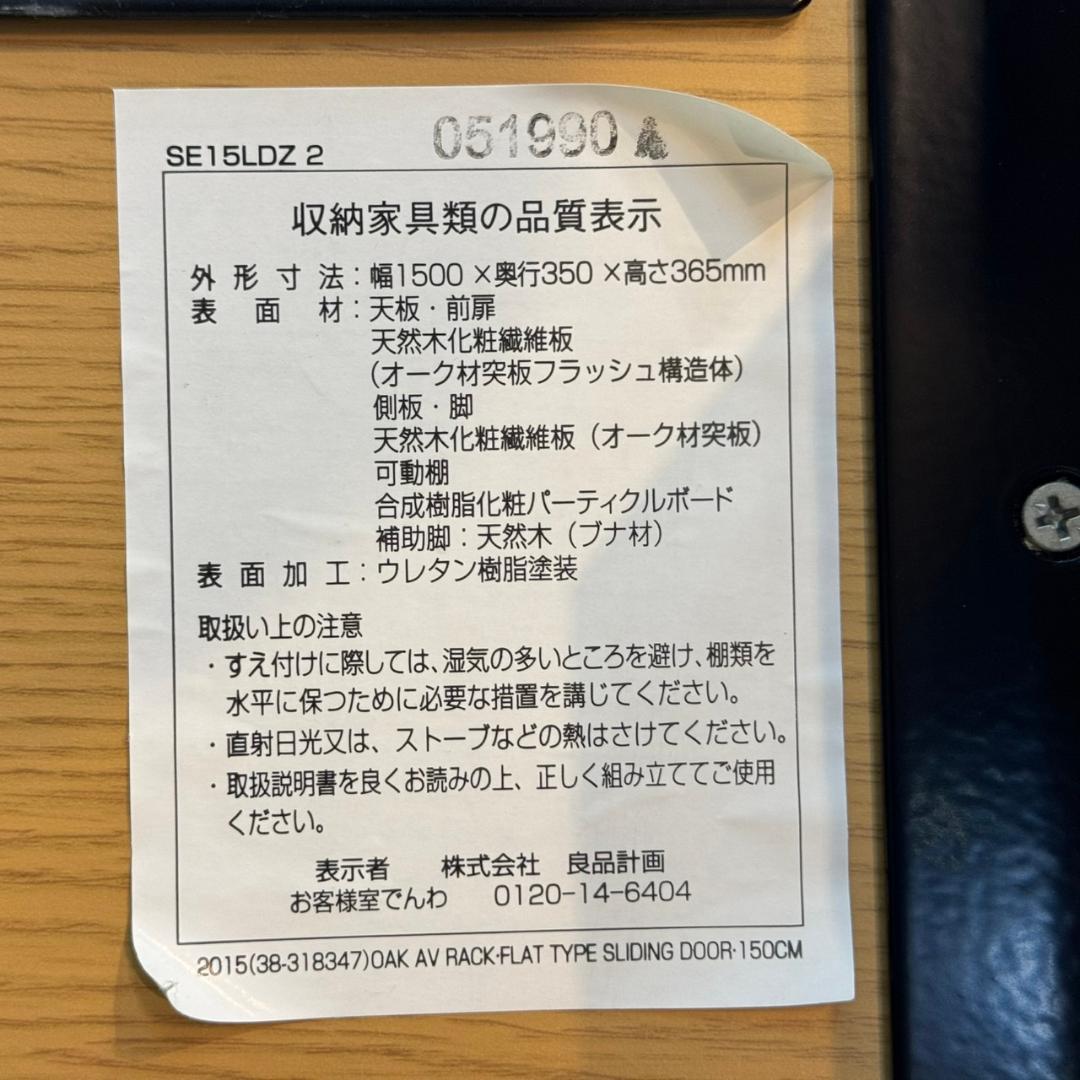 051990
SE15LDZ 2
収納家具類の品質表示
外形寸法：幅1500×奥行350×高さ365mm
表面材：天板・前扉
天然木化粧繊維板
（オーク材突板フラッシュ構造体）
側板・脚
天然木化粧繊維板（オーク材突板）
可動棚
合成樹脂化粧パーティクルボード
補助脚：天然木（ブナ材）
表面加工：ウレタン樹脂塗装
取扱い上の注意
・すえ付けに際しては、湿気の多いところを避け、棚類を
水平に保つために必要な措置を講じてください。
・直射日光又は、ストーブなどの熱はさけてください。
・取扱説明書を良くお読みの上、正しく組み立ててご使用
ください。
表示者　株式会社　良品計画
お客様室でんわ　0120-14-6404
2015(38-318347)OAK AV RACK･FLAT TYPE SLIDING DOOR･150CM